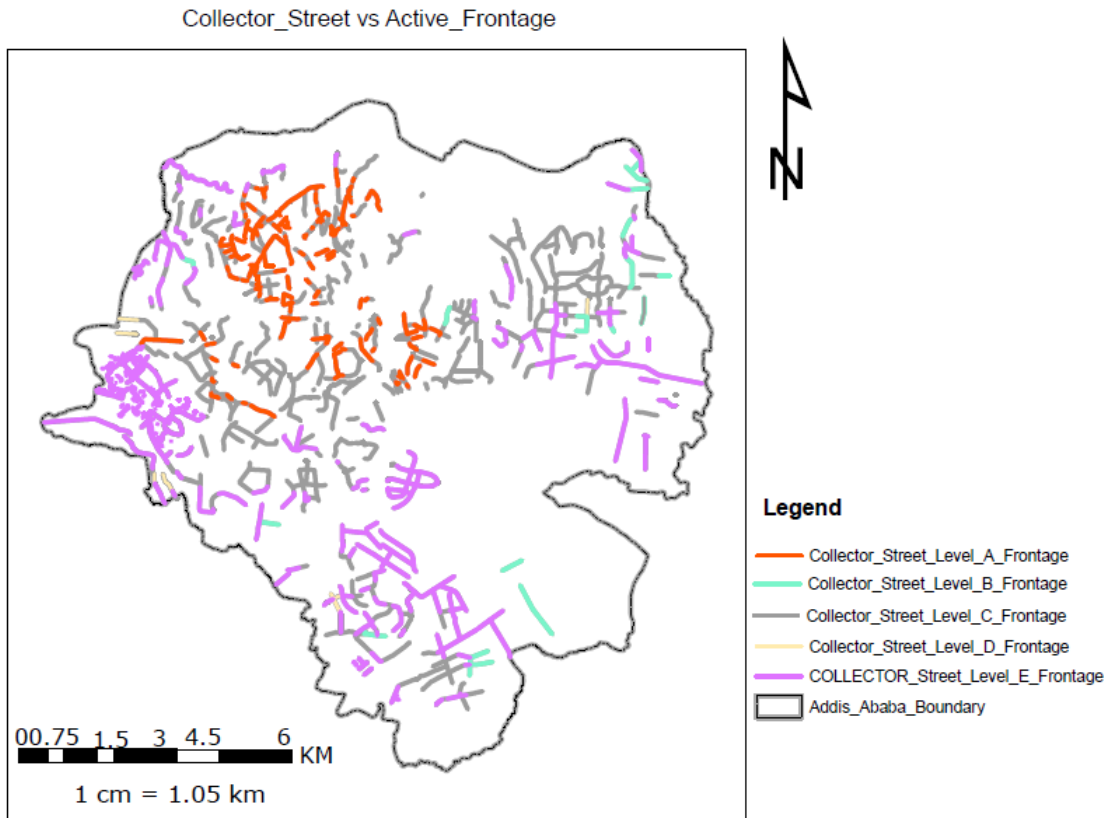 Collector_Street vs Active_Frontage
N
Legend
Collector_Street_Level_A_Frontage
Collector_Street_Level_B_Frontage
Collector_Street_Level_C_Frontage
Collector_Street_Level_D_Frontage
COLLECTOR_Street_Level_E_Frontage
Addis_Ababa_Boundary
00.75 1.5 3 4.5 6
KM
1 cm = 1.05 km